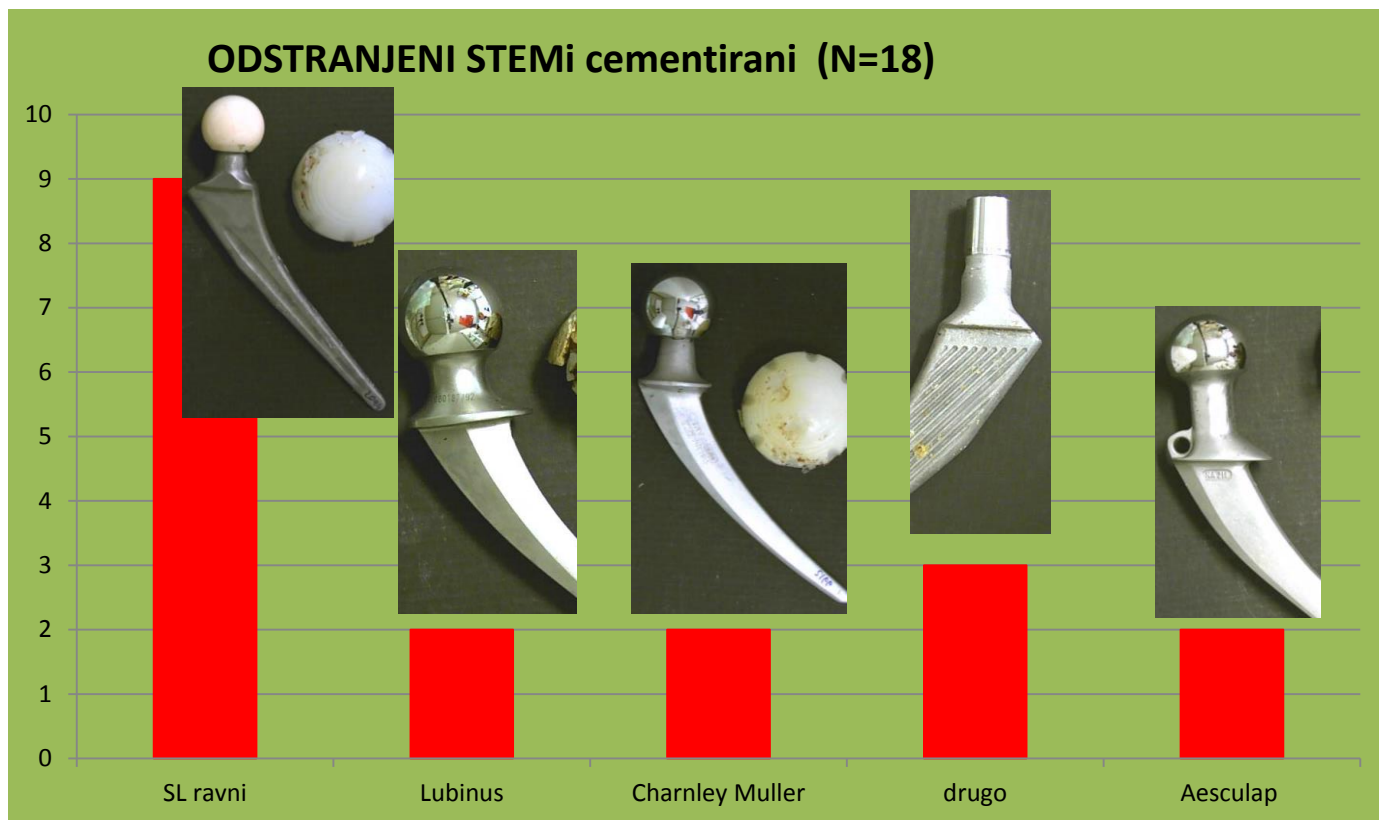 ODSTRANJENI STEMi cementirani (N=18)
10
9
8
7
6
5
4
3
2
1
0
SL ravni
Lubinus
Charnley Muller
drugo
Aesculap